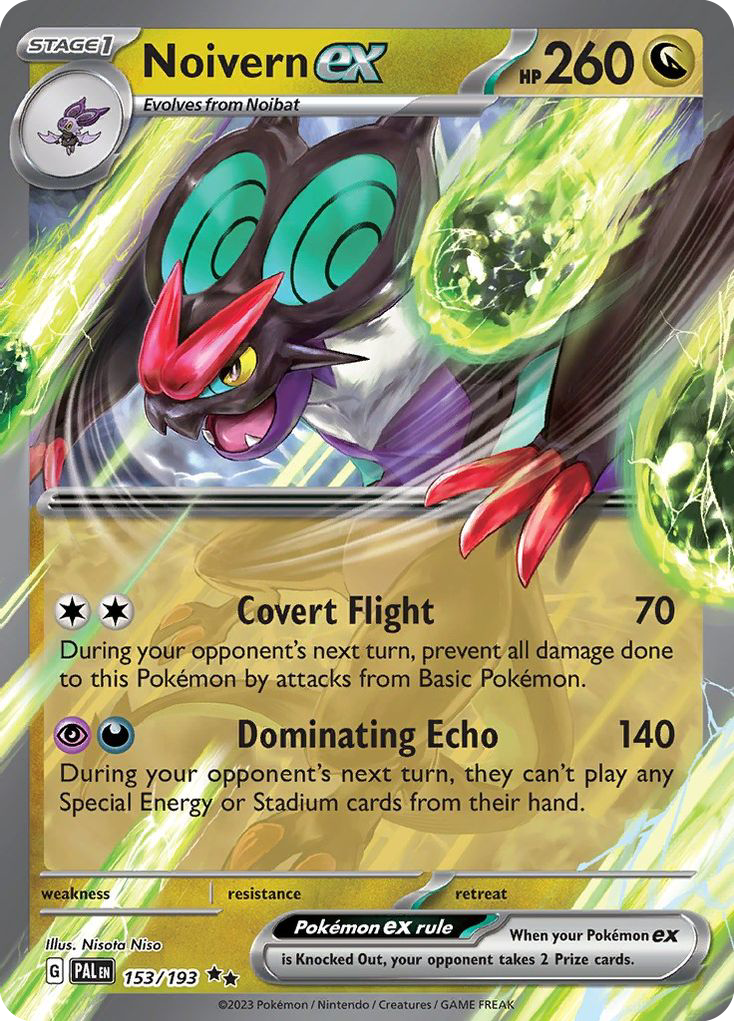 STAGE1
Noivern ex
HP 260
Evolves from Noibat
Covert Flight 70
During your opponent's next turn, prevent all damage done
to this Pokémon by attacks from Basic Pokémon.
Dominating Echo 140
During your opponent's next turn, they can't play any
Special Energy or Stadium cards from their hand.
weakness resistance retreat
Illus. Nisota Niso
Pokémon ex rule When your Pokémon ex
is Knocked Out, your opponent takes 2 Prize cards.
G PAL EN 153/193
©2023 Pokémon / Nintendo / Creatures / GAME FREAK